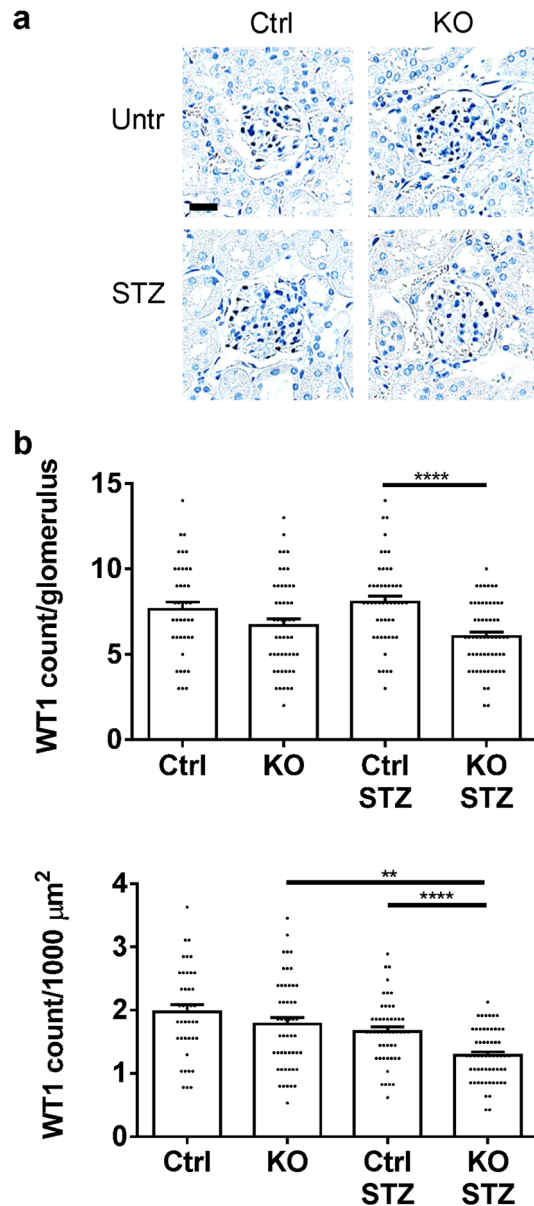 a
Ctrl KO
Untr
STZ
b
WT1 count/glomerulus
15
10
5
0
****
Ctrl KO Ctrl STZ KO STZ
WT1 count/1000 μm²
4
3
2
1
0
**
****
Ctrl KO Ctrl STZ KO STZ